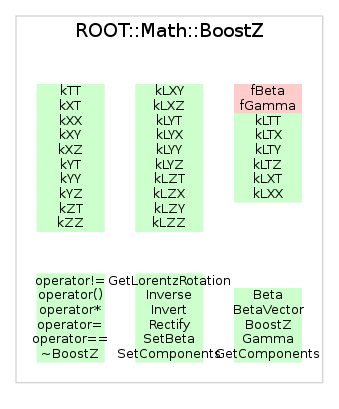 ROOT::Math::BoostZ
kTT
kXT
kXX
kXY
kXZ
kYT
kYY
kYZ
kZT
kZZ
kLXY
kLXZ
kLYT
kLYX
kLYY
kLYZ
kLZT
kLZX
kLZY
kLZZ
fBeta
fGamma
kLTT
kLTX
kLTY
kLTZ
kLXT
kLXX
operator!=
operator()
operator*
operator=
operator==
~BoostZ
GetLorentzRotation
Inverse
Invert
Rectify
SetBeta
SetComponents
Beta
BetaVector
BoostZ
Gamma
GetComponents